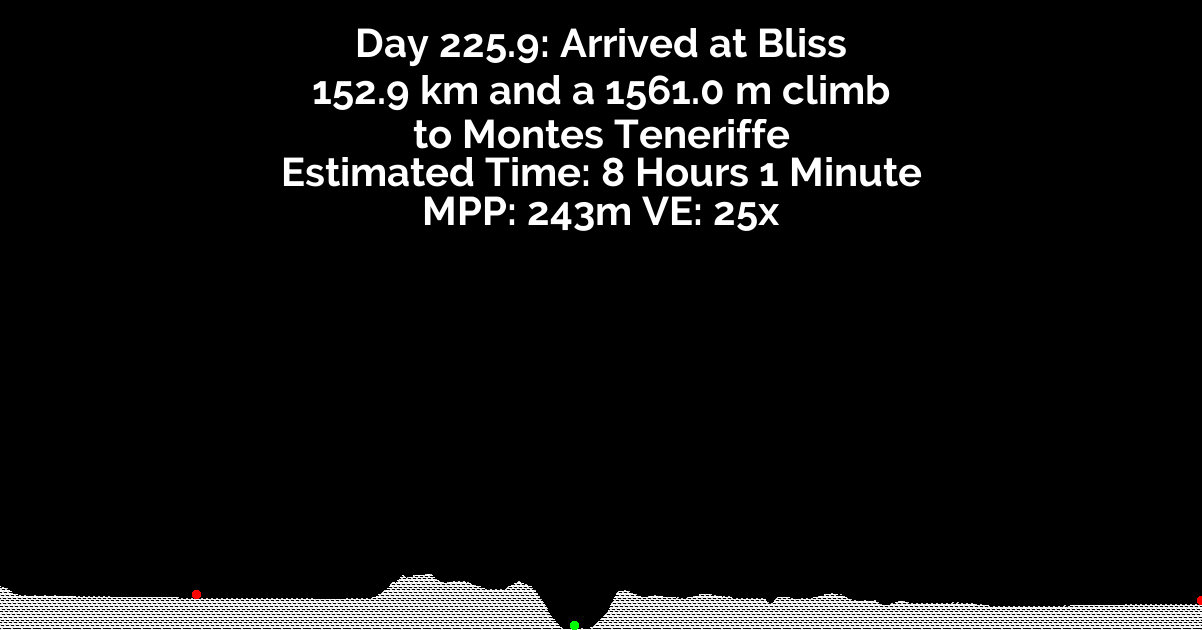 Day 225.9: Arrived at Bliss
152.9 km and a 1561.0 m climb
to Montes Teneriffe
Estimated Time: 8 Hours 1 Minute
MPP: 243m VE: 25x